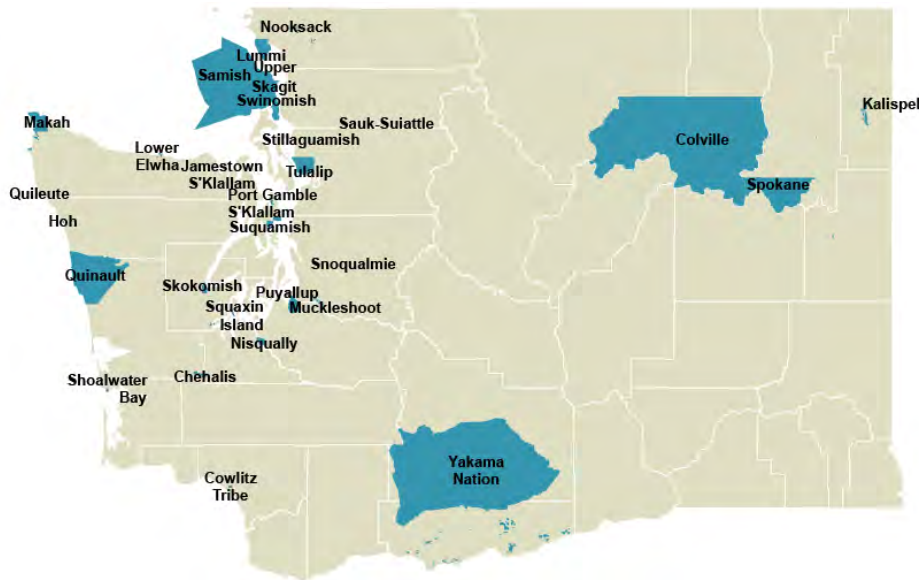 Nooksack
Lummi
Upper
Samish
Skagit
Swinomish
Kalispel
Makah
Sauk-Suiattle
Stillaguamish
Colville
Lower
Elwha
Jamestown
S'Klallam
Tulalip
Spokane
Quileute
Port Gamble
S'Klallam
Hoh
Suquamish
Snoqualmie
Quinault
Skokomish
Puyallup
Muckleshoot
Squaxin
Island
Nisqually
Shoalwater
Bay
Chehalis
Yakama
Nation
Cowlitz
Tribe